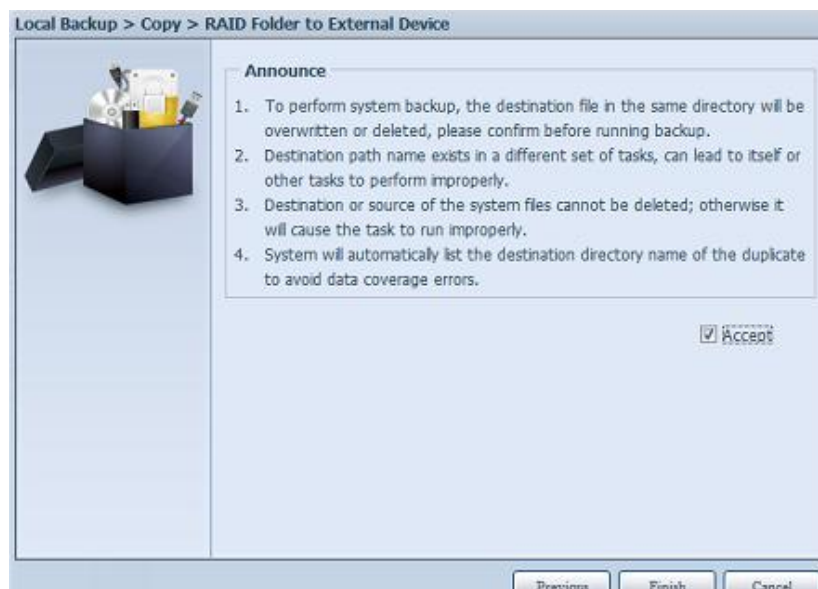 Local Backup > Copy > RAID Folder to External Device
Announce
1. To perform system backup, the destination file in the same directory will be
overwritten or deleted, please confirm before running backup.
2. Destination path name exists in a different set of tasks, can lead to itself or
other tasks to perform improperly.
3. Destination or source of the system files cannot be deleted; otherwise it
will cause the task to run improperly.
4. System will automatically list the destination directory name of the duplicate
to avoid data coverage errors.
Accept
Previous Finish Cancel